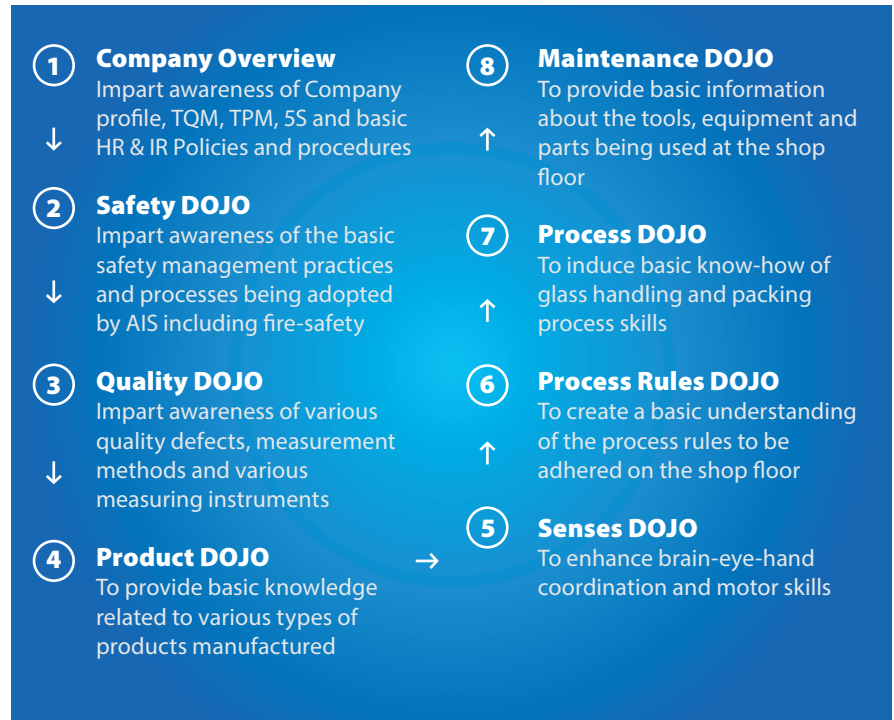 1 Company Overview
Impart awareness of Company
profile, TQM, TPM, 5S and basic
↓ HR & IR Policies and procedures
2 Safety DOJO
Impart awareness of the basic
safety management practices
↓ and processes being adopted
by AIS including fire-safety
3 Quality DOJO
Impart awareness of various
quality defects, measurement
↓ methods and various
measuring instruments
4 Product DOJO →
To provide basic knowledge
related to various types of
products manufactured
5 Senses DOJO
To enhance brain-eye-hand
coordination and motor skills
6 Process Rules DOJO
To create a basic understanding
of the process rules to be
↑ adhered on the shop floor
7 Process DOJO
To induce basic know-how of
glass handling and packing
↑ process skills
8 Maintenance DOJO
To provide basic information
about the tools, equipment and
↑ parts being used at the shop
floor